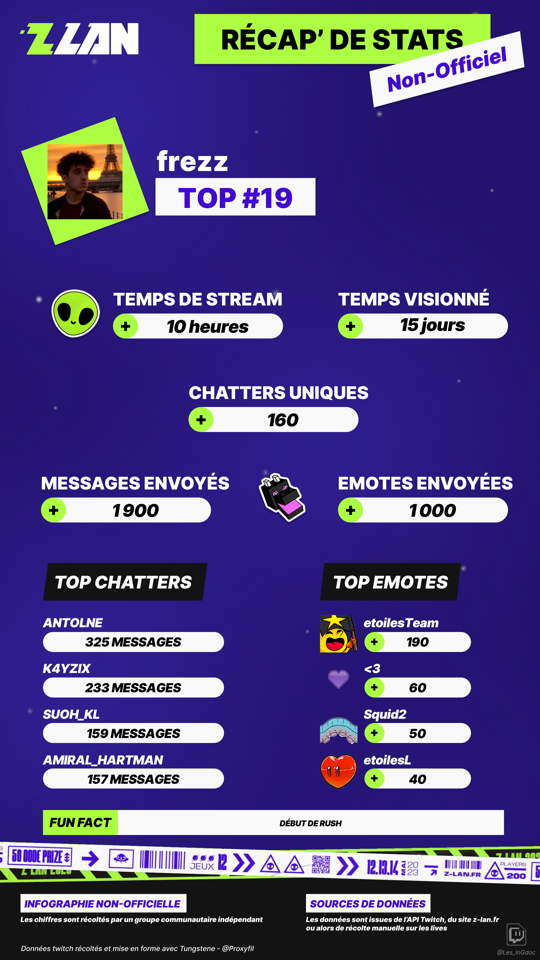 ZLAN
RÉCAP' DE STATS
Non-Officiel
frezz
TOP #19
TEMPS DE STREAM
+ 10 heures
TEMPS VISIONNÉ
+ 15 jours
CHATTERS UNIQUES
+ 160
MESSAGES ENVOYÉS
+ 1 900
EMOTES ENVOYÉES
+ 1 000
TOP CHATTERS
ANTOLNE
325 MESSAGES
K4YZIX
233 MESSAGES
SUOH_KL
159 MESSAGES
AMIRAL_HARTMAN
157 MESSAGES
TOP EMOTES
etoilesTeam
+ 190
<3
+ 60
Squid2
+ 50
etoilesL
+ 40
FUN FACT
DÉBUT DE RUSH
50 000€ PRIZE
JEUX 12
12.13.14 MAI 2023
Z-LAN.FR
PLAYERS 200
INFOGRAPHIE NON-OFFICIELLE
Les chiffres sont récoltés par un groupe communautaire indépendant
SOURCES DE DONNÉES
Les données sont issues de l'API Twitch, du site z-lan.fr
ou alors de récolte manuelle sur les lives
Données twitch récoltés et mise en forme avec Tungstene - @Proxyfil
@Les_InGdoc